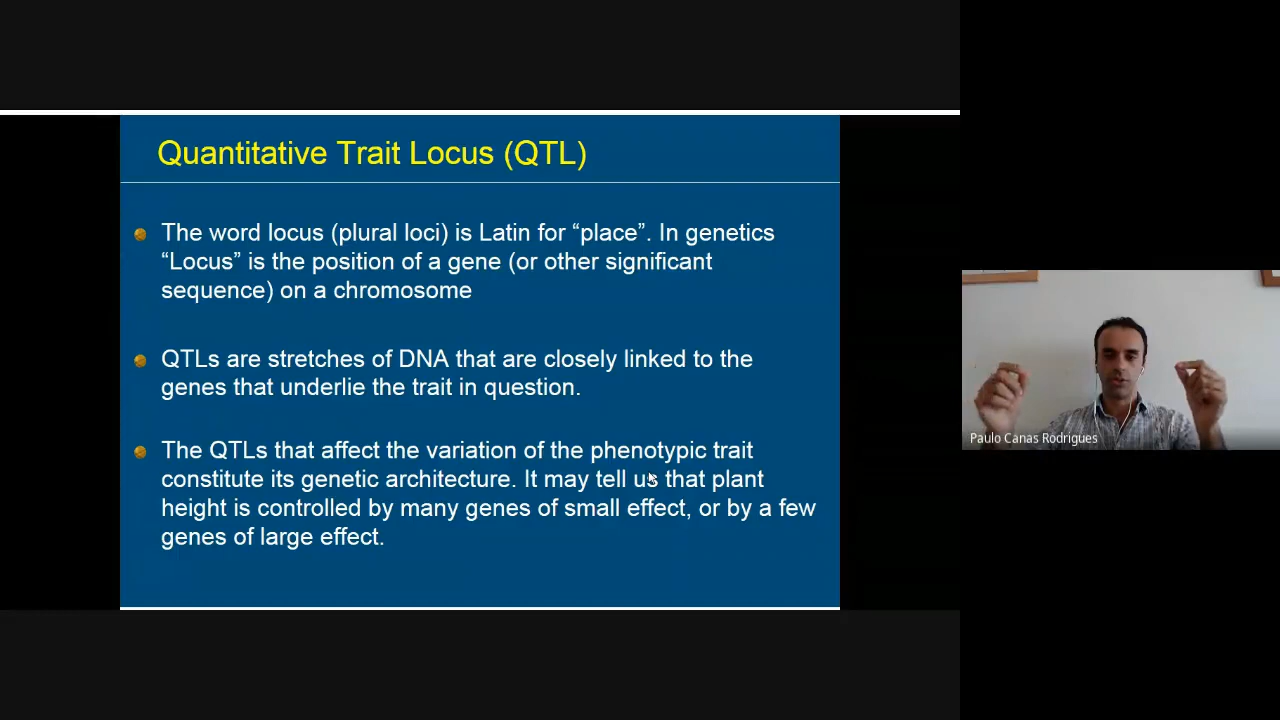 Quantitative Trait Locus (QTL)
The word locus (plural loci) is Latin for “place”. In genetics
“Locus” is the position of a gene (or other significant
sequence) on a chromosome
QTLs are stretches of DNA that are closely linked to the
genes that underlie the trait in question.
The QTLs that affect the variation of the phenotypic trait
constitute its genetic architecture. It may tell us that plant
height is controlled by many genes of small effect, or by a few
genes of large effect.
Paulo Canas Rodrigues